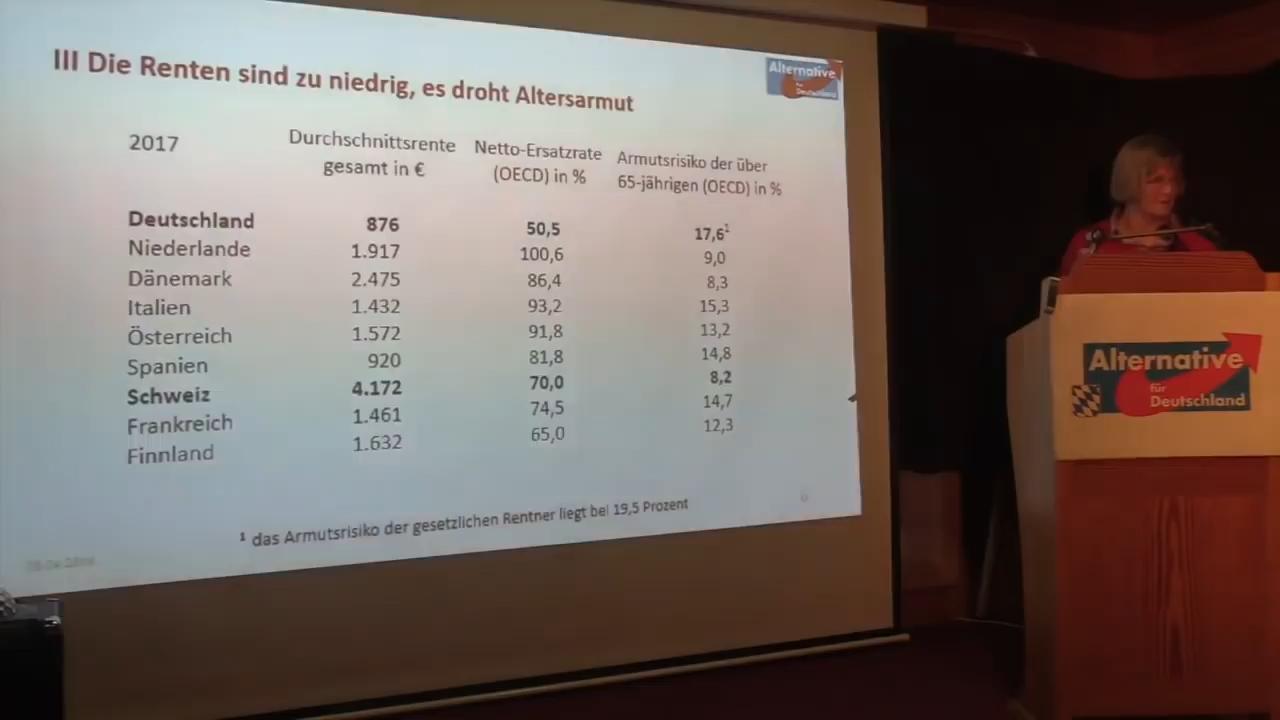 III Die Renten sind zu niedrig, es droht Altersarmut
Alternative
für
Deutschland
2017 Durchschnittsrente gesamt in € Netto-Ersatzrate (OECD) in % Armutsrisiko der über 65-jährigen (OECD) in %
Deutschland 876 50,5 17,6¹
Niederlande 1.917 100,6 9,0
Dänemark 2.475 86,4 8,3
Italien 1.432 93,2 15,3
Österreich 1.572 91,8 13,2
Spanien 920 81,8 14,8
Schweiz 4.172 70,0 8,2
Frankreich 1.461 74,5 14,7
Finnland 1.632 65,0 12,3
¹ das Armutsrisiko der gesetzlichen Rentner liegt bei 19,5 Prozent
Alternative
für
Deutschland